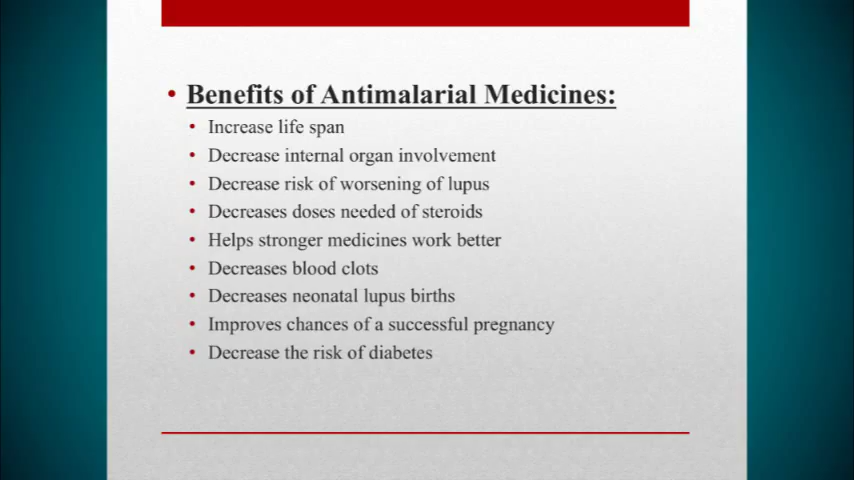 • Benefits of Antimalarial Medicines:
• Increase life span
• Decrease internal organ involvement
• Decrease risk of worsening of lupus
• Decreases doses needed of steroids
• Helps stronger medicines work better
• Decreases blood clots
• Decreases neonatal lupus births
• Improves chances of a successful pregnancy
• Decrease the risk of diabetes